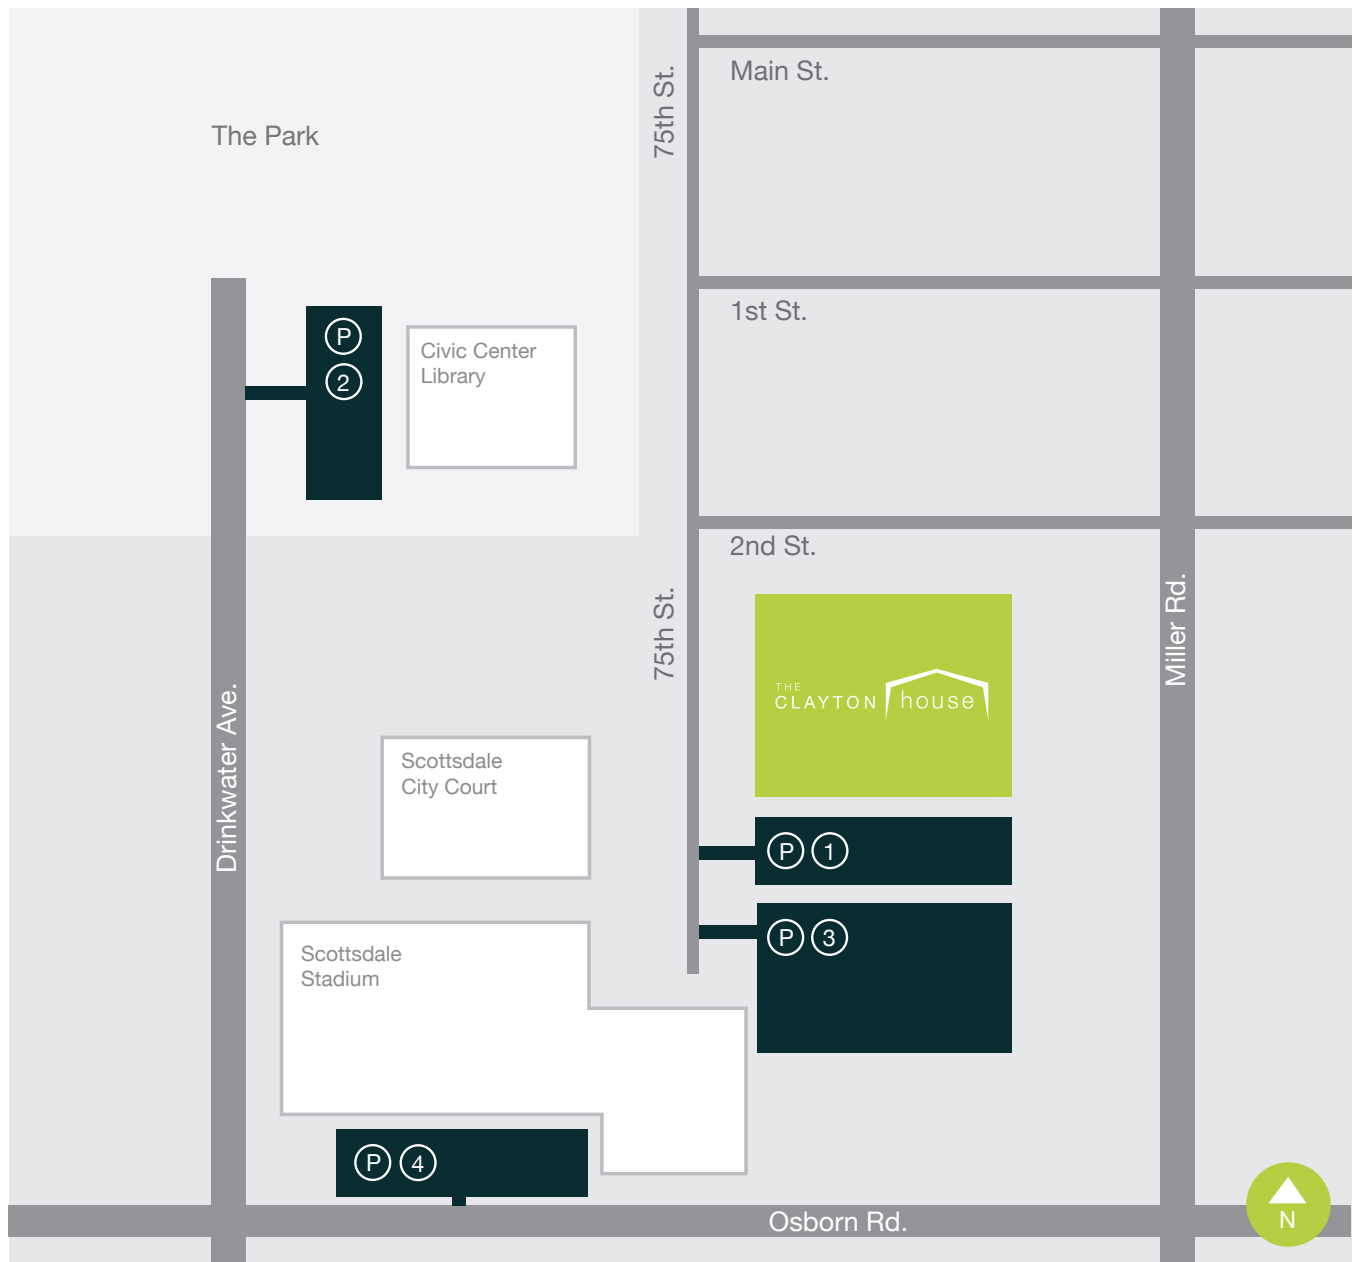 Main St.
75th St.
The Park
1st St.
P
2
Civic Center
Library
2nd St.
75th St.
Miller Rd.
THE
CLAYTON house
Drinkwater Ave.
Scottsdale
City Court
P 1
P 3
Scottsdale
Stadium
P 4
Osborn Rd.
N